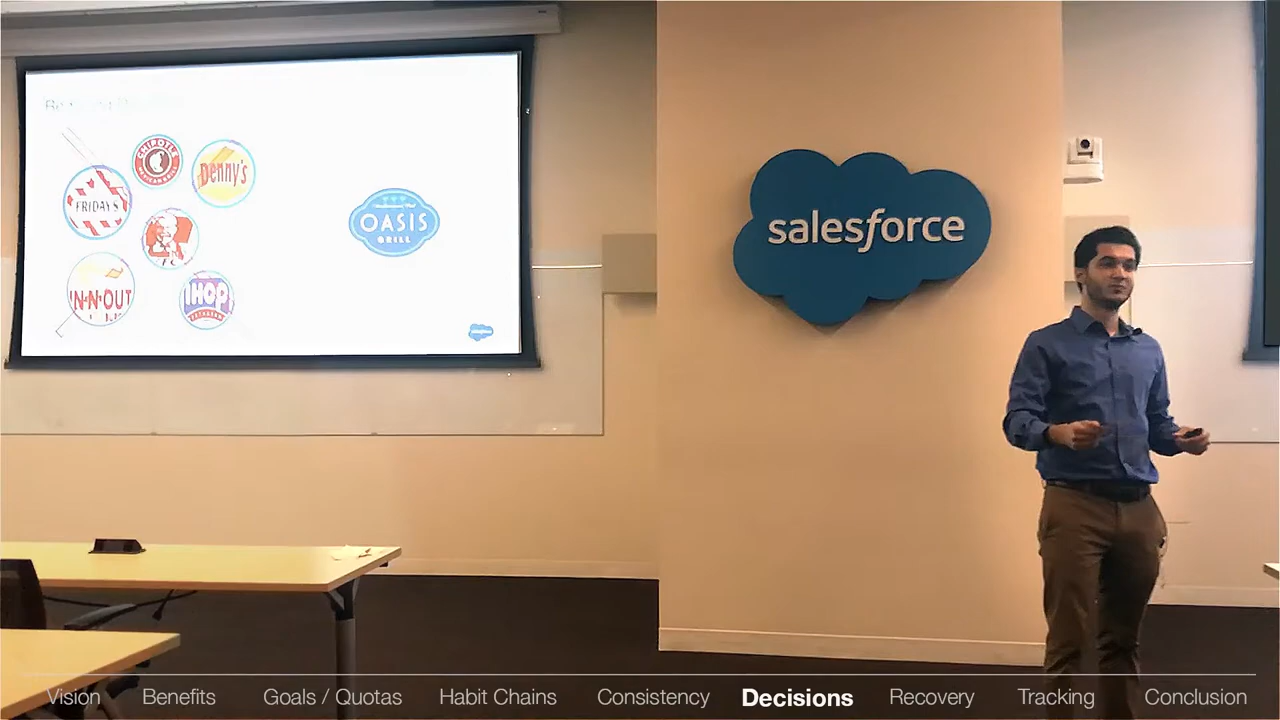 CHIPOTLE
Denny's
FRIDAYS
OASIS
GRILL
IN-N-OUT
IHOP
salesforce
Vision Benefits Goals / Quotas Habit Chains Consistency Decisions Recovery Tracking Conclusion